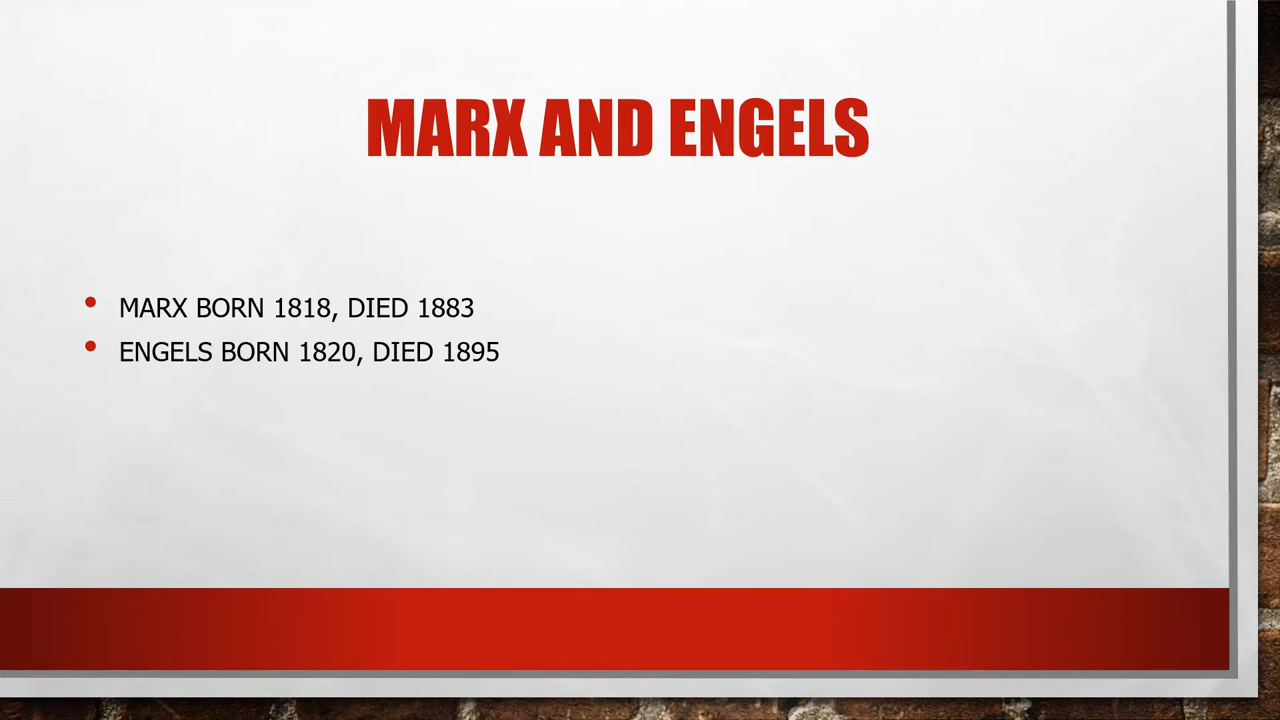 MARX AND ENGELS
• MARX BORN 1818, DIED 1883
• ENGELS BORN 1820, DIED 1895